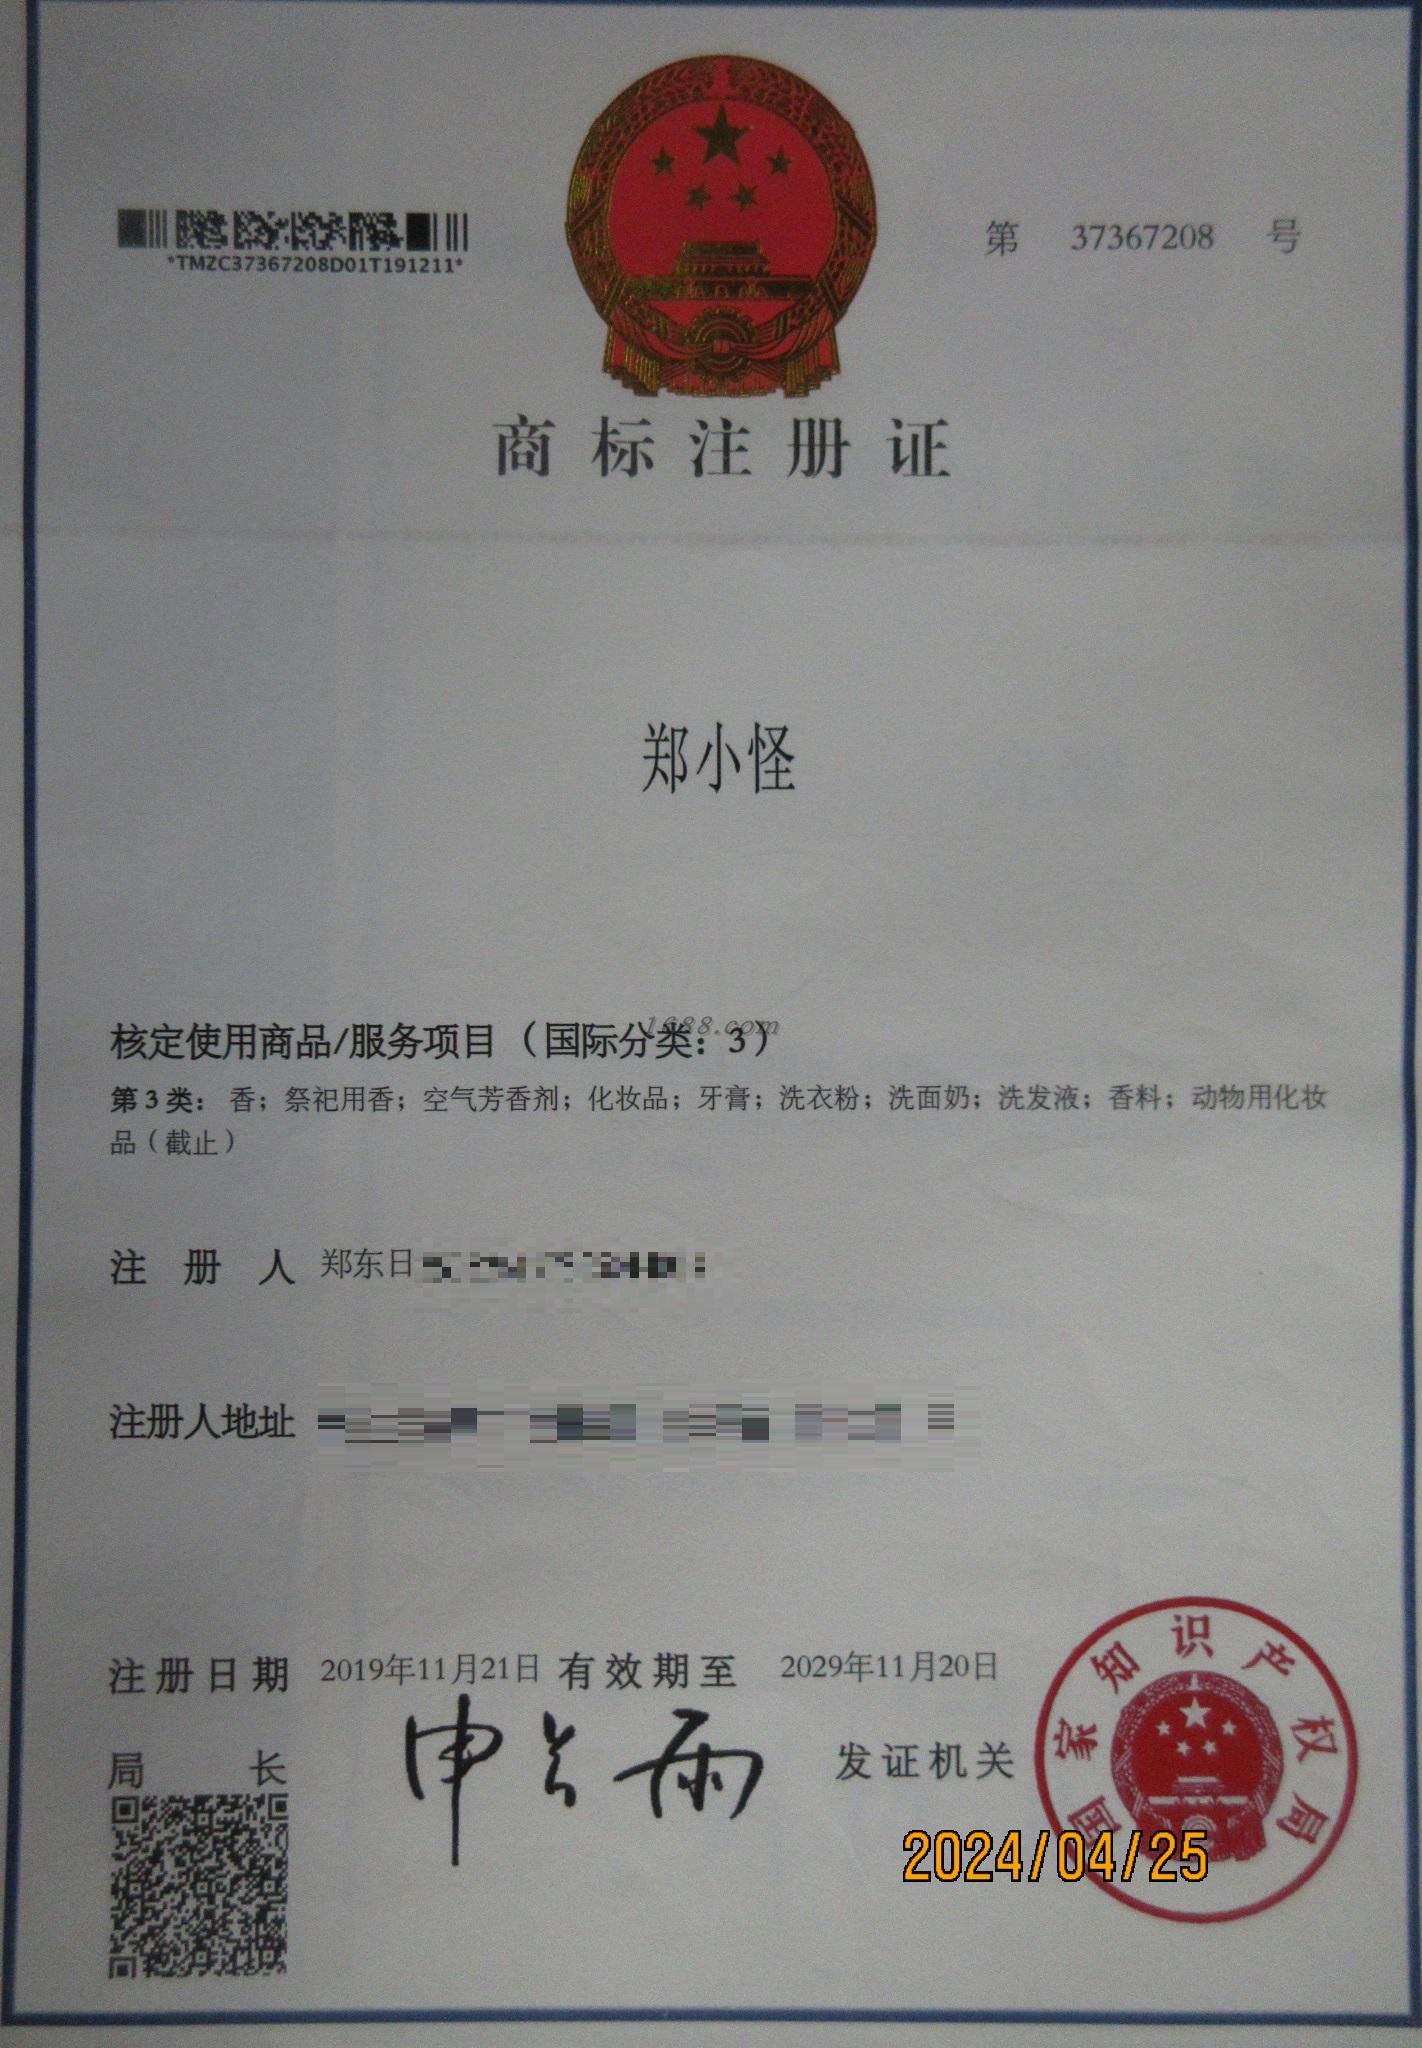 *TMZC37367208D01T191211*
第 37367208 号
商标注册证
郑小怪
1688.com
核定使用商品/服务项目（国际分类：3）
第3类：香；祭祀用香；空气芳香剂；化妆品；牙膏；洗衣粉；洗面奶；洗发液；香料；动物用化妆
品（截止）
注册人 郑东日
注册人地址
注册日期 2019年11月21日 有效期至 2029年11月20日
局长 申长雨 发证机关
国家知识产权局
2024/04/25